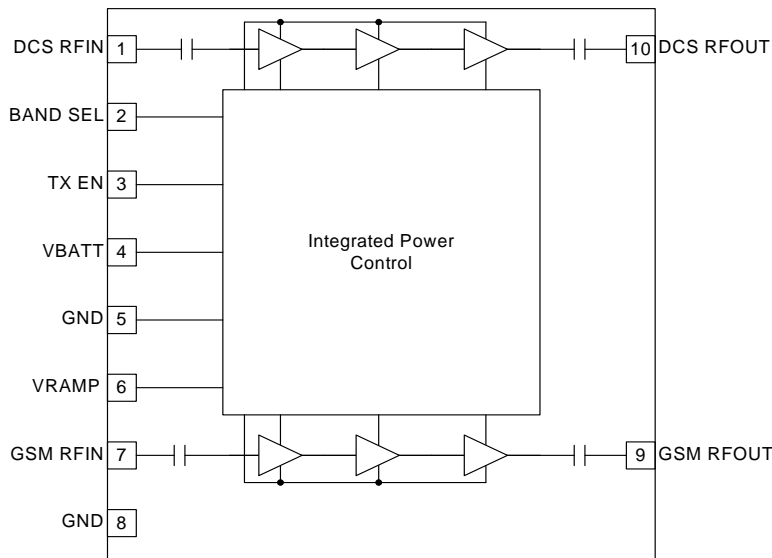 DCS RFIN 1
10 DCS RFOUT
BAND SEL 2
TX EN 3
VBATT 4
Integrated Power
Control
GND 5
VRAMP 6
GSM RFIN 7
9 GSM RFOUT
GND 8